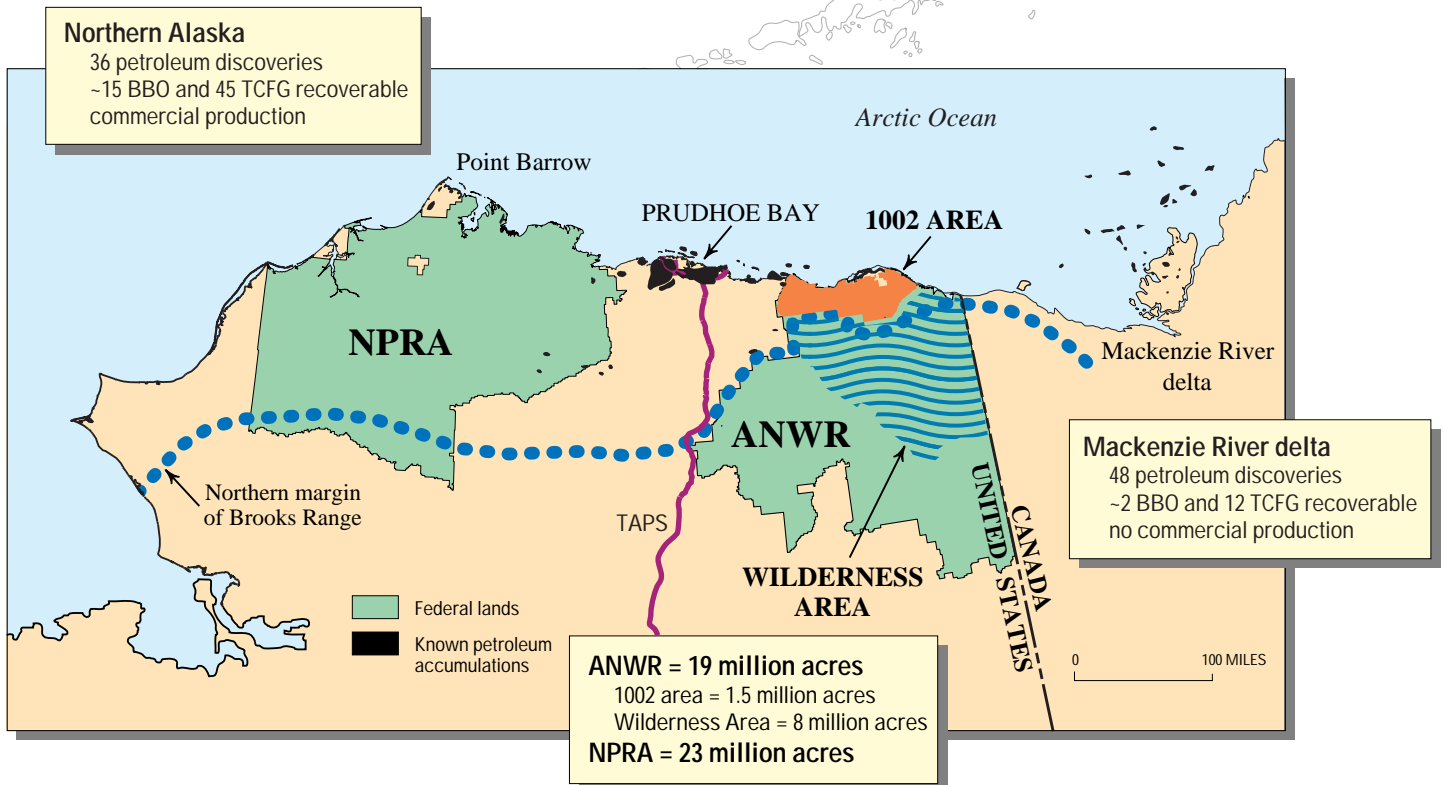 Northern Alaska
36 petroleum discoveries
~15 BBO and 45 TCFG recoverable
commercial production
Arctic Ocean
Point Barrow
PRUDHOE BAY
1002 AREA
NPRA
Mackenzie River
delta
ANWR
Mackenzie River delta
48 petroleum discoveries
~2 BBO and 12 TCFG recoverable
no commercial production
Northern margin
of Brooks Range
TAPS
UNITED STATES
CANADA
WILDERNESS
AREA
Federal lands
Known petroleum
accumulations
0 100 MILES
ANWR = 19 million acres
1002 area = 1.5 million acres
Wilderness Area = 8 million acres
NPRA = 23 million acres